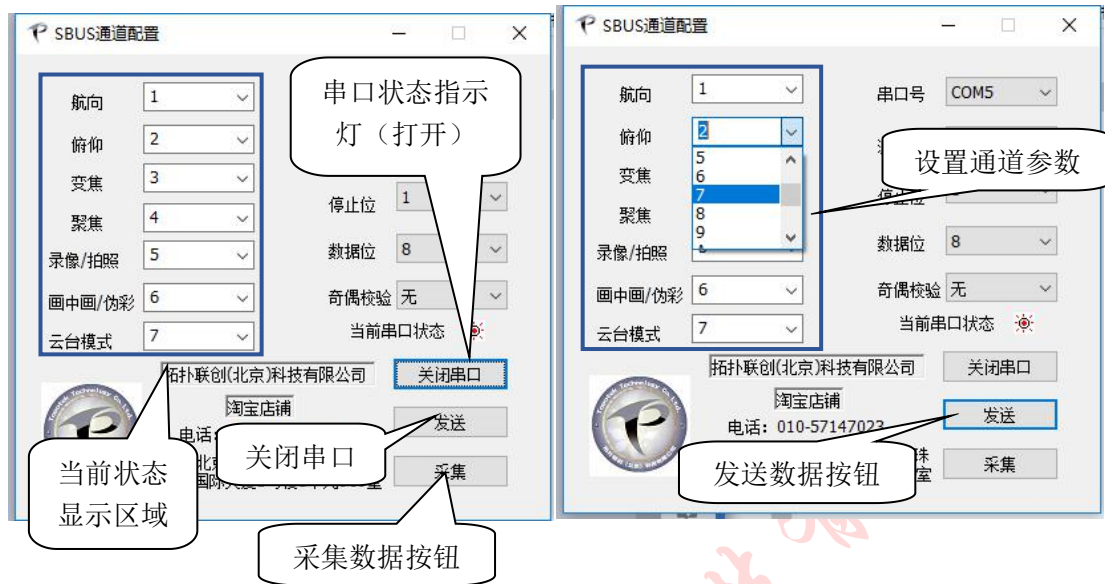 SBUS通道配置
航向 1
俯仰 2
变焦 3
聚焦 4
录像/拍照 5
画中画/伪彩 6
云台模式 7
串口状态指示
灯（打开）
停止位 1
数据位 8
奇偶校验 无
当前串口状态
拓扑联创(北京)科技有限公司
关闭串口
淘宝店铺
发送
电话:
采集
当前状态
显示区域
关闭串口
采集数据按钮
SBUS通道配置
航向 1
俯仰 2
5
6
7
8
9
变焦
聚焦
录像/拍照
画中画/伪彩 6
云台模式 7
串口号 COM5
设置通道参数
停止位
数据位 8
奇偶校验 无
当前串口状态
拓扑联创(北京)科技有限公司
关闭串口
淘宝店铺
发送
电话: 010-57147023
采集
发送数据按钮